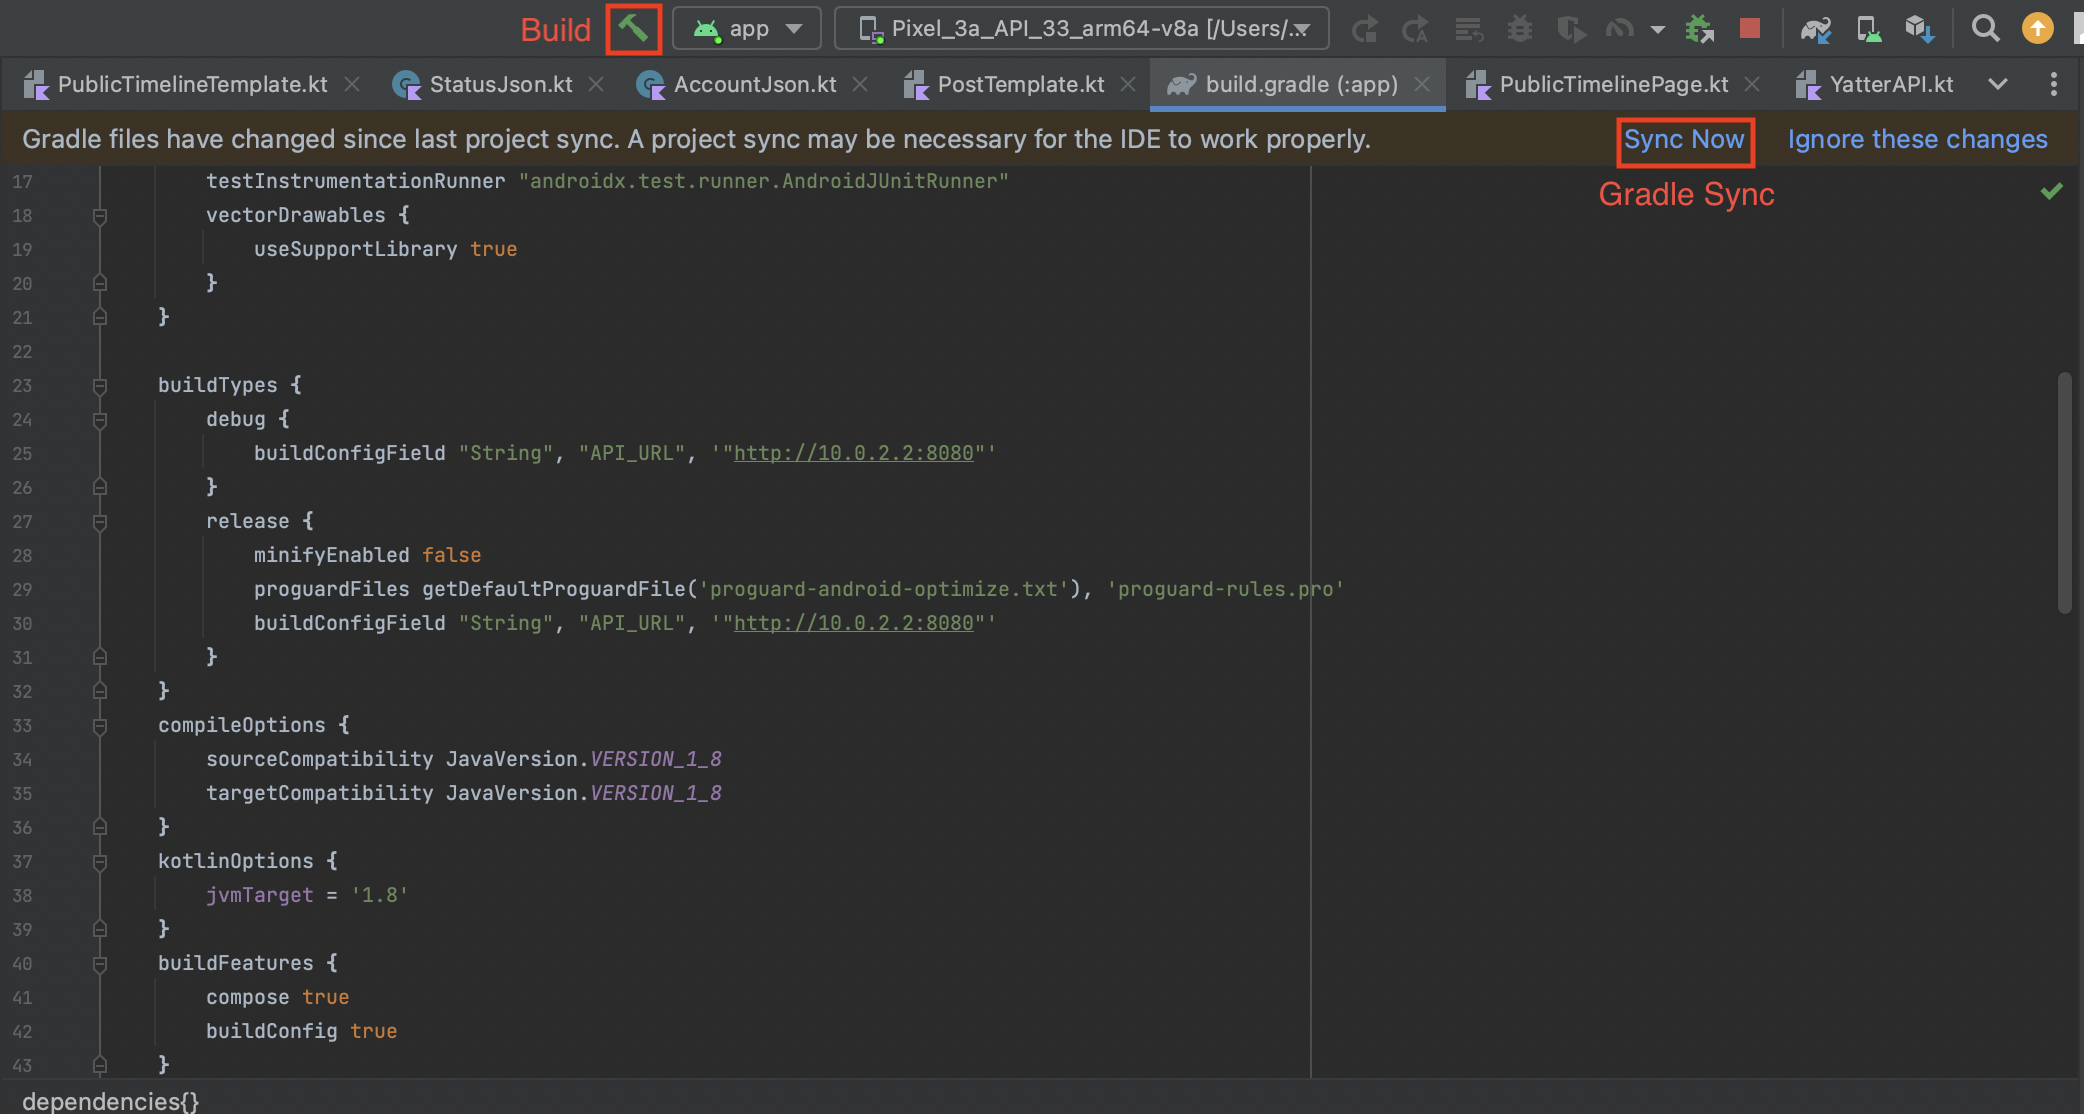 Build
app
Pixel_3a_API_33_arm64-v8a [/Users/...
PublicTimelineTemplate.kt
StatusJson.kt
AccountJson.kt
PostTemplate.kt
build.gradle (:app)
PublicTimelinePage.kt
YatterAPI.kt
Gradle files have changed since last project sync. A project sync may be necessary for the IDE to work properly.
Sync Now
Ignore these changes
Gradle Sync
17 testInstrumentationRunner "androidx.test.runner.AndroidJUnitRunner"
18 vectorDrawables {
19 useSupportLibrary true
20 }
21 }
22
23 buildTypes {
24 debug {
25 buildConfigField "String", "API_URL", '"http://10.0.2.2:8080"'
26 }
27 release {
28 minifyEnabled false
29 proguardFiles getDefaultProguardFile('proguard-android-optimize.txt'), 'proguard-rules.pro'
30 buildConfigField "String", "API_URL", '"http://10.0.2.2:8080"'
31 }
32 }
33 compileOptions {
34 sourceCompatibility JavaVersion.VERSION_1_8
35 targetCompatibility JavaVersion.VERSION_1_8
36 }
37 kotlinOptions {
38 jvmTarget = '1.8'
39 }
40 buildFeatures {
41 compose true
42 buildConfig true
43 }
dependencies{}